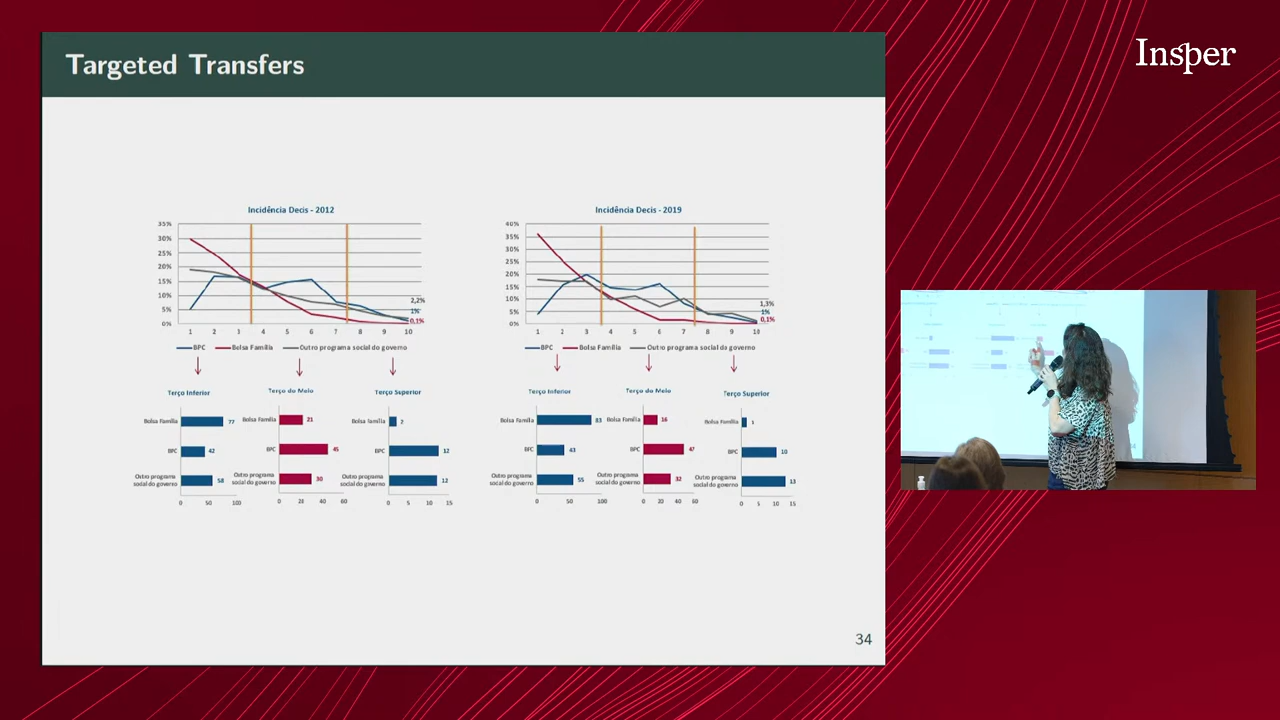 Insper
Targeted Transfers
Incidência Decis - 2012
35%
30%
25%
20%
15%
10%
5%
0%
2,2%
1%
0,1%
1 2 3 4 5 6 7 8 9 10
BPC Bolsa Família Outro programa social do governo
Terço Inferior
Bolsa Família 77
BPC 42
Outro programa
social do governo 58
0 50 100
Terço do Meio
Bolsa Família 21
BPC 45
Outro programa
social do governo 30
0 20 40 60
Terço Superior
Bolsa Família 2
BPC 12
Outro programa
social do governo 12
0 5 10 15
Incidência Decis - 2019
40%
35%
30%
25%
20%
15%
10%
5%
0%
1,3%
1%
0,1%
1 2 3 4 5 6 7 8 9 10
BPC Bolsa Família Outro programa social do governo
Terço Inferior
Bolsa Família 83
BPC 43
Outro programa
social do governo 55
0 50 100
Terço do Meio
Bolsa Família 16
BPC 47
Outro programa
social do governo 32
0 20 40 60
Terço Superior
Bolsa Família 1
BPC 10
Outro programa
social do governo 13
0 5 10 15
34